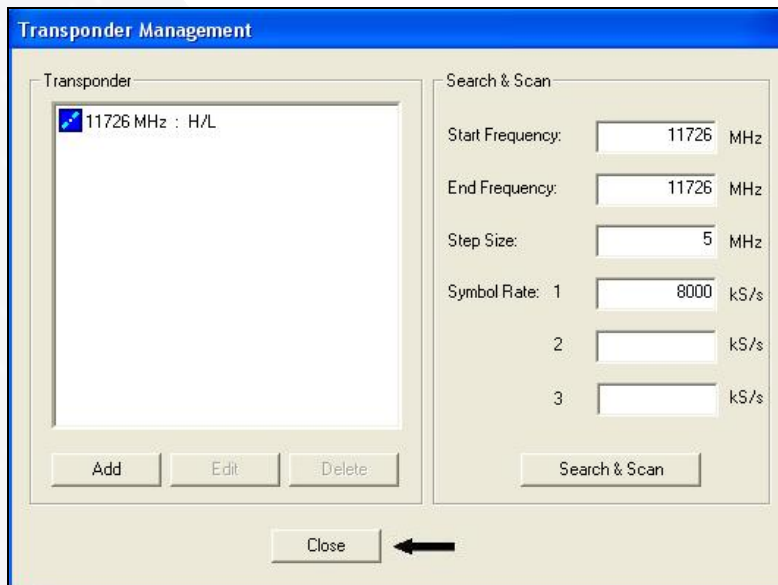 Transponder Management
Transponder
11726 MHz : H/L
Add
Edit
Delete
Search & Scan
Start Frequency: 11726 MHz
End Frequency: 11726 MHz
Step Size: 5 MHz
Symbol Rate: 1 8000 kS/s
2 kS/s
3 kS/s
Search & Scan
Close